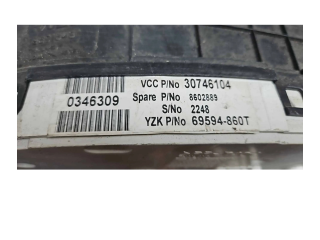 VCC P/No 30746104
0346309
Spare P/No 8602889
S/No 2248
YZK P/No 69594-860T